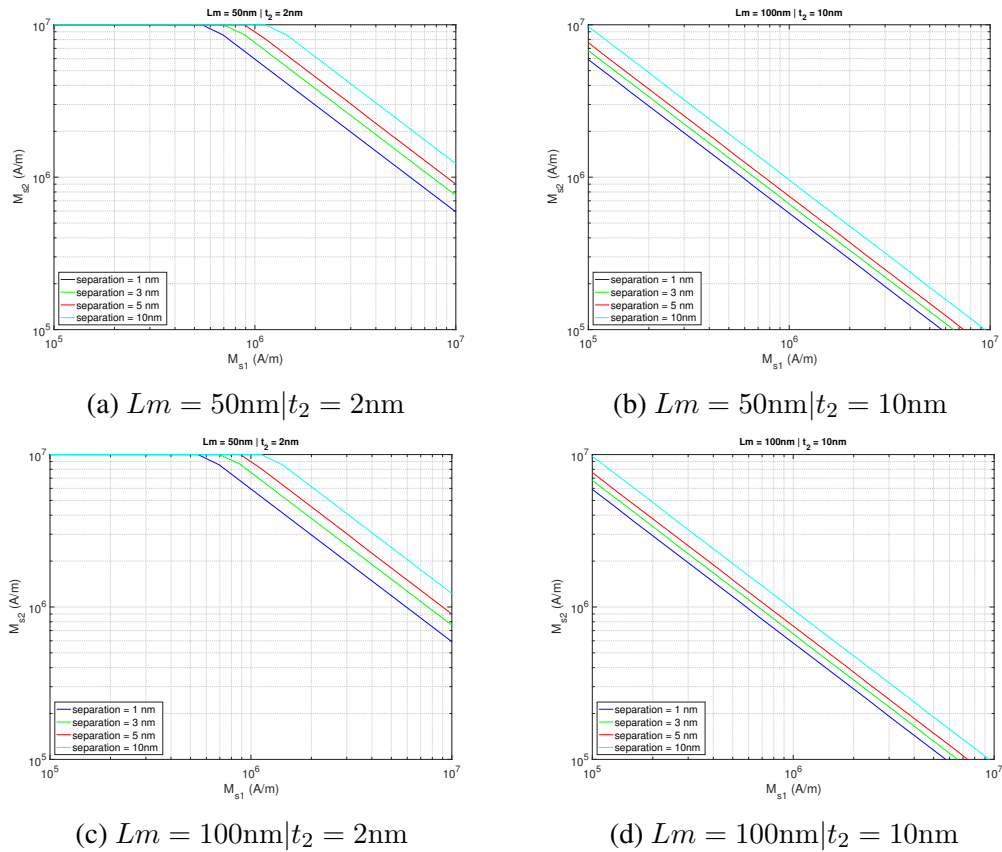 Lm = 50nm | t2 = 2nm
10^7
10^6
10^5
M_s2 (A/m)
separation = 1 nm
separation = 3 nm
separation = 5 nm
separation = 10nm
10^5 10^6 10^7
M_s1 (A/m)
(a) Lm = 50nm|t_2 = 2nm
Lm = 100nm | t2 = 10nm
10^7
10^6
10^5
M_s2 (A/m)
separation = 1 nm
separation = 3 nm
separation = 5 nm
separation = 10nm
10^5 10^6 10^7
M_s1 (A/m)
(b) Lm = 50nm|t_2 = 10nm
Lm = 50nm | t2 = 2nm
10^7
10^6
10^5
M_s2 (A/m)
separation = 1 nm
separation = 3 nm
separation = 5 nm
separation = 10nm
10^5 10^6 10^7
M_s1 (A/m)
(c) Lm = 100nm|t_2 = 2nm
Lm = 100nm | t2 = 10nm
10^7
10^6
10^5
M_s2 (A/m)
separation = 1 nm
separation = 3 nm
separation = 5 nm
separation = 10nm
10^5 10^6 10^7
M_s1 (A/m)
(d) Lm = 100nm|t_2 = 10nm